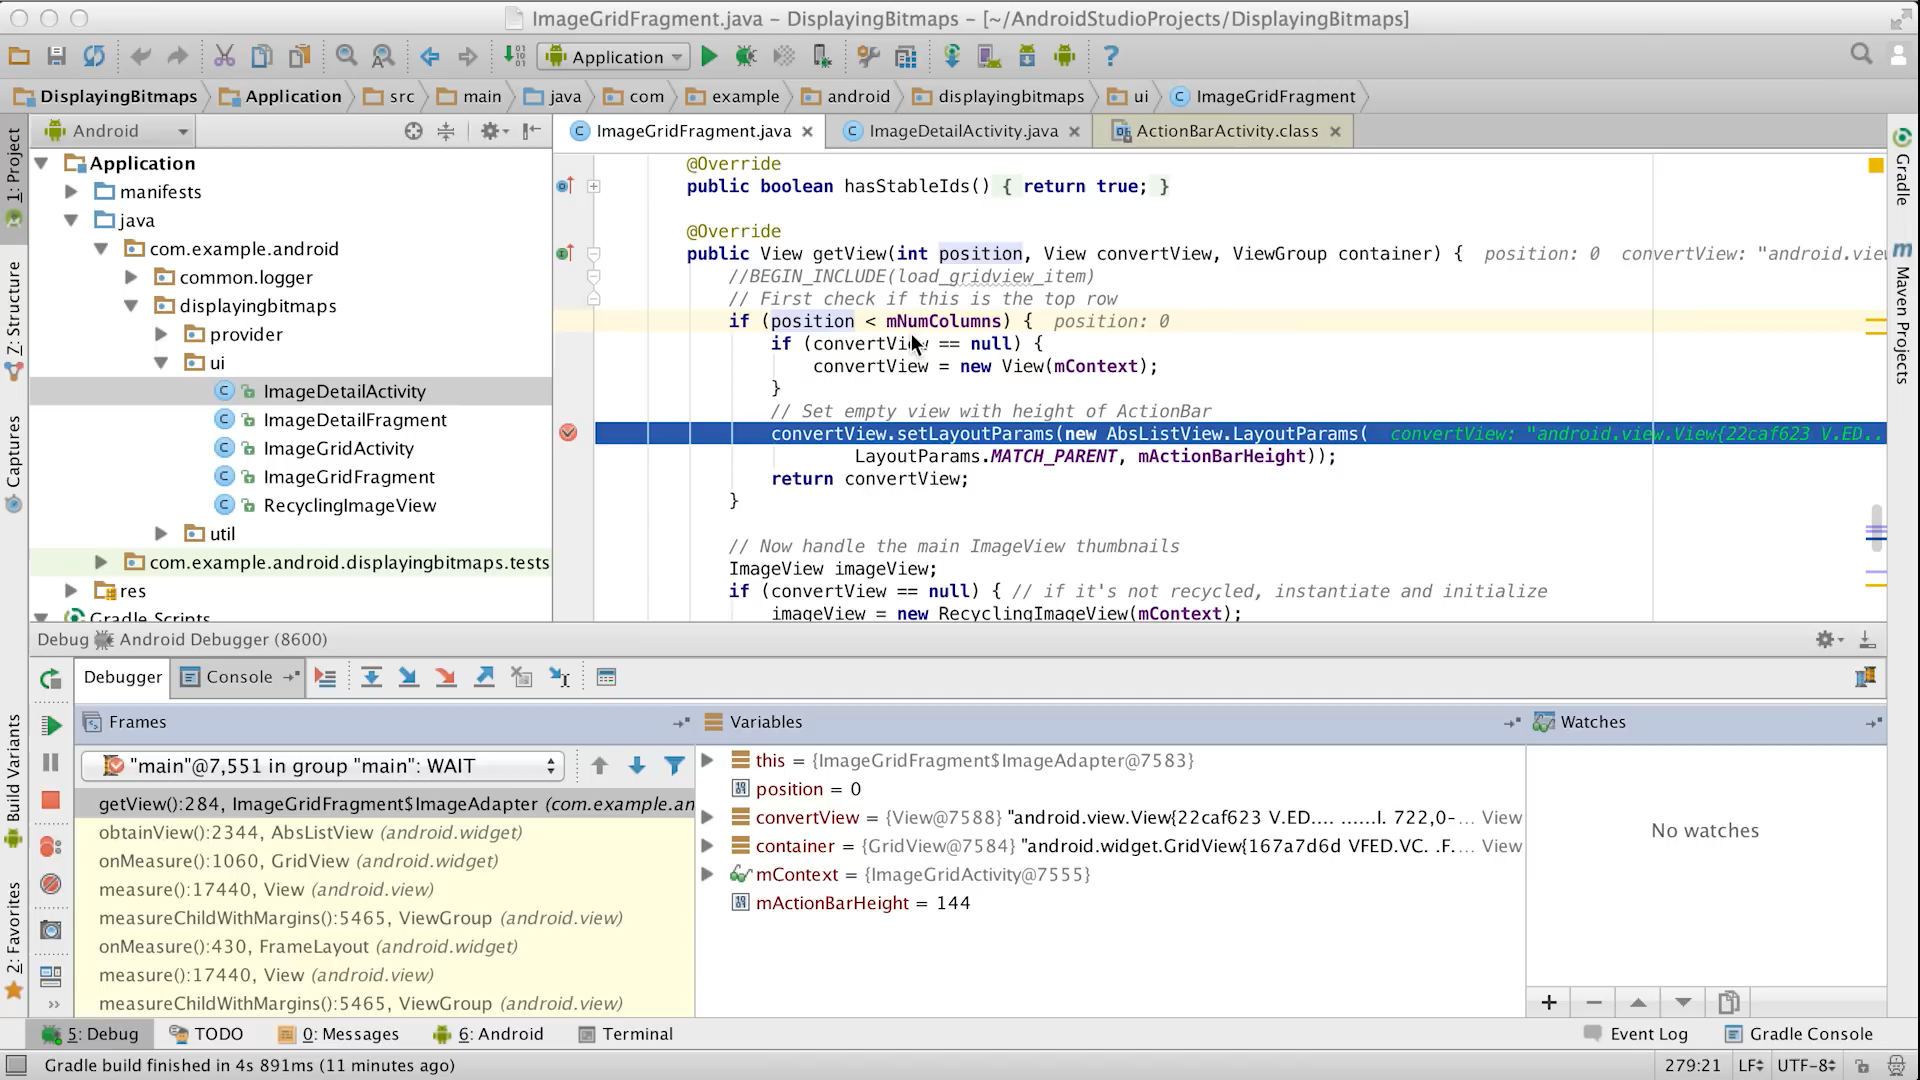 ImageGridFragment.java – DisplayingBitmaps – [~/AndroidStudioProjects/DisplayingBitmaps]
Application
DisplayingBitmaps Application src main java com example android displayingbitmaps ui ImageGridFragment
Android
ImageGridFragment.java ImageDetailActivity.java ActionBarActivity.class
1: Project
7: Structure
Captures
Build Variants
2: Favorites
Application
manifests
java
com.example.android
common.logger
displayingbitmaps
provider
ui
ImageDetailActivity
ImageDetailFragment
ImageGridActivity
ImageGridFragment
RecyclingImageView
util
com.example.android.displayingbitmaps.tests
res
Gradle Scripts
@Override
public boolean hasStableIds() { return true; }
@Override
public View getView(int position, View convertView, ViewGroup container) { position: 0 convertView: "android.view
//BEGIN_INCLUDE(load_gridview_item)
// First check if this is the top row
if (position < mNumColumns) { position: 0
if (convertView == null) {
convertView = new View(mContext);
}
// Set empty view with height of ActionBar
convertView.setLayoutParams(new AbsListView.LayoutParams( convertView: "android.view.View{22caf623 V.ED..
LayoutParams.MATCH_PARENT, mActionBarHeight));
return convertView;
}
// Now handle the main ImageView thumbnails
ImageView imageView;
if (convertView == null) { // if it's not recycled, instantiate and initialize
imageView = new RecyclingImageView(mContext);
Gradle
Maven Projects
Debug Android Debugger (8600)
Debugger Console
Frames
"main"@7,551 in group "main": WAIT
getView():284, ImageGridFragment$ImageAdapter (com.example.an
obtainView():2344, AbsListView (android.widget)
onMeasure():1060, GridView (android.widget)
measure():17440, View (android.view)
measureChildWithMargins():5465, ViewGroup (android.view)
onMeasure():430, FrameLayout (android.widget)
measure():17440, View (android.view)
measureChildWithMargins():5465, ViewGroup (android.view)
Variables
this = {ImageGridFragment$ImageAdapter@7583}
position = 0
convertView = {View@7588} "android.view.View{22caf623 V.ED.... ......I. 722,0-... View
container = {GridView@7584} "android.widget.GridView{167a7d6d VFED.VC. .F.... View
mContext = {ImageGridActivity@7555}
mActionBarHeight = 144
Watches
No watches
5: Debug TODO 0: Messages 6: Android Terminal Event Log Gradle Console
Gradle build finished in 4s 891ms (11 minutes ago) 279:21 LF UTF-8